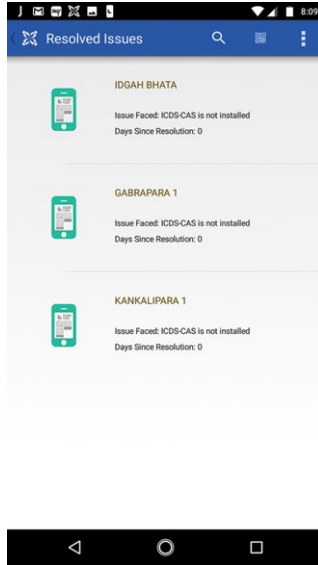 8:09
Resolved Issues
IDGAH BHATA
Issue Faced: ICDS-CAS is not installed
Days Since Resolution: 0
GABRAPARA 1
Issue Faced: ICDS-CAS is not installed
Days Since Resolution: 0
KANKALIPARA 1
Issue Faced: ICDS-CAS is not installed
Days Since Resolution: 0